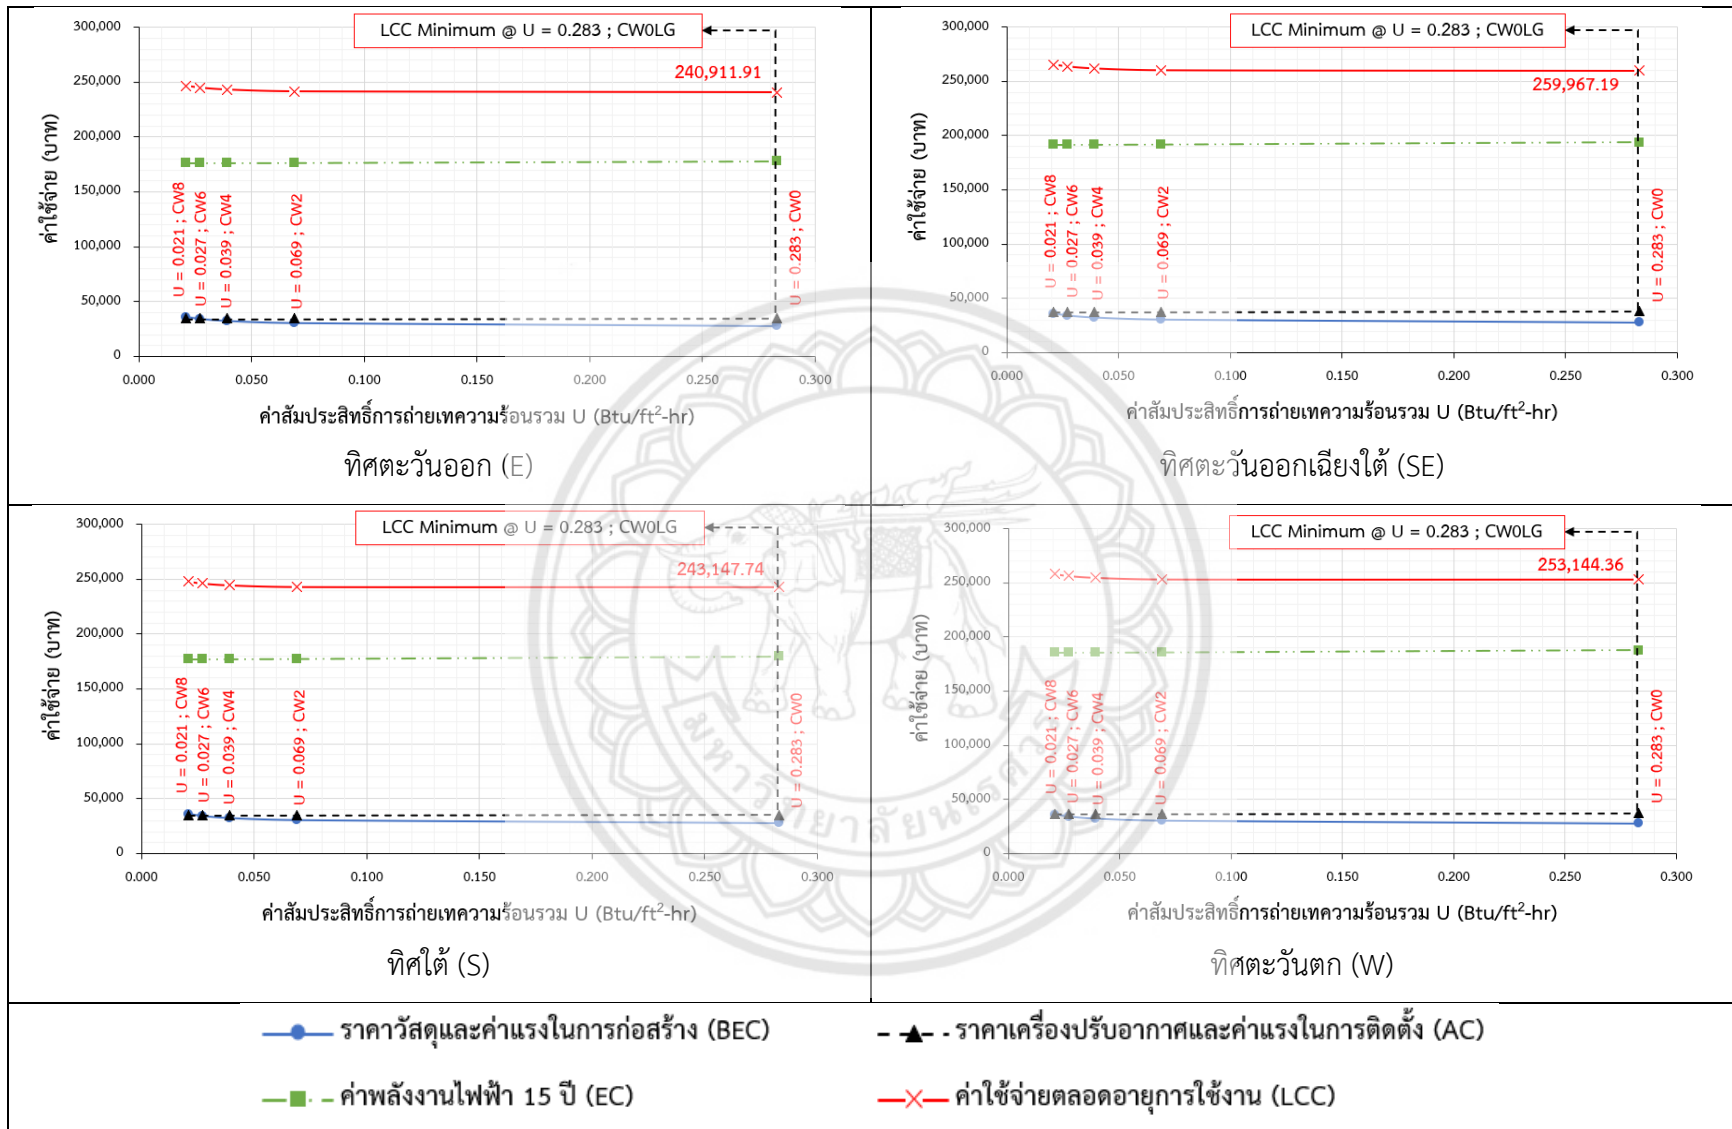 LCC Minimum @ U = 0.283 ; CW0LG
240,911.91
ค่าใช้จ่าย (บาท)
300,000
250,000
200,000
150,000
100,000
50,000
0
U = 0.021 ; CW8
U = 0.027 ; CW6
U = 0.039 ; CW4
U = 0.069 ; CW2
U = 0.283 ; CW0
0.000 0.050 0.100 0.150 0.200 0.250 0.300
ค่าสัมประสิทธิ์การถ่ายเทความร้อนรวม U (Btu/ft²-hr)
ทิศตะวันออก (E)
LCC Minimum @ U = 0.283 ; CW0LG
259,967.19
ค่าใช้จ่าย (บาท)
300,000
250,000
200,000
150,000
100,000
50,000
0
U = 0.021 ; CW8
U = 0.027 ; CW6
U = 0.039 ; CW4
U = 0.069 ; CW2
U = 0.283 ; CW0
0.000 0.050 0.100 0.150 0.200 0.250 0.300
ค่าสัมประสิทธิ์การถ่ายเทความร้อนรวม U (Btu/ft²-hr)
ทิศตะวันออกเฉียงใต้ (SE)
LCC Minimum @ U = 0.283 ; CW0LG
243,147.74
ค่าใช้จ่าย (บาท)
300,000
250,000
200,000
150,000
100,000
50,000
0
U = 0.021 ; CW8
U = 0.027 ; CW6
U = 0.039 ; CW4
U = 0.069 ; CW2
U = 0.283 ; CW0
0.000 0.050 0.100 0.150 0.200 0.250 0.300
ค่าสัมประสิทธิ์การถ่ายเทความร้อนรวม U (Btu/ft²-hr)
ทิศใต้ (S)
LCC Minimum @ U = 0.283 ; CW0LG
253,144.36
ค่าใช้จ่าย (บาท)
300,000
250,000
200,000
150,000
100,000
50,000
0
U = 0.021 ; CW8
U = 0.027 ; CW6
U = 0.039 ; CW4
U = 0.069 ; CW2
U = 0.283 ; CW0
0.000 0.050 0.100 0.150 0.200 0.250 0.300
ค่าสัมประสิทธิ์การถ่ายเทความร้อนรวม U (Btu/ft²-hr)
ทิศตะวันตก (W)
มหาวิทยาลัยนเรศวร
ราคาวัสดุและค่าแรงในการก่อสร้าง (BEC)
ราคาเครื่องปรับอากาศและค่าแรงในการติดตั้ง (AC)
ค่าพลังงานไฟฟ้า 15 ปี (EC)
ค่าใช้จ่ายตลอดอายุการใช้งาน (LCC)